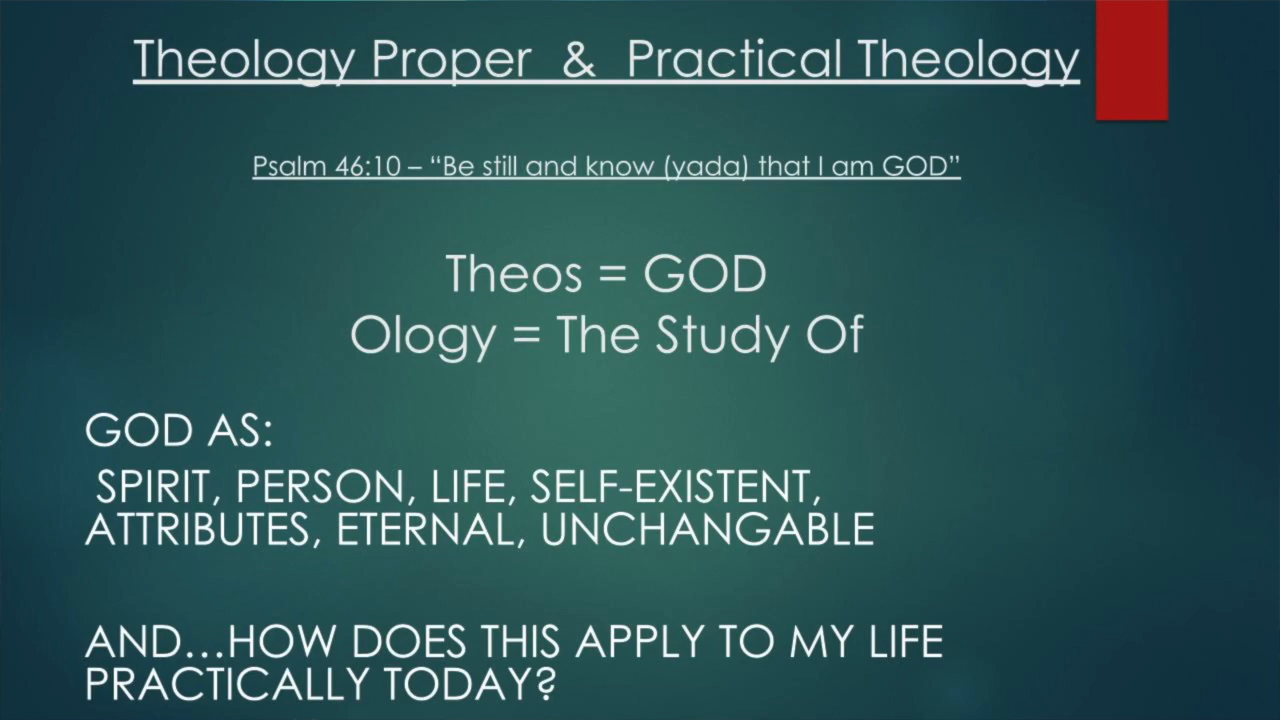 Theology Proper & Practical Theology
Psalm 46:10 – “Be still and know (yada) that I am GOD”
Theos = GOD
Ology = The Study Of
GOD AS:
SPIRIT, PERSON, LIFE, SELF-EXISTENT,
ATTRIBUTES, ETERNAL, UNCHANGABLE
AND...HOW DOES THIS APPLY TO MY LIFE
PRACTICALLY TODAY?